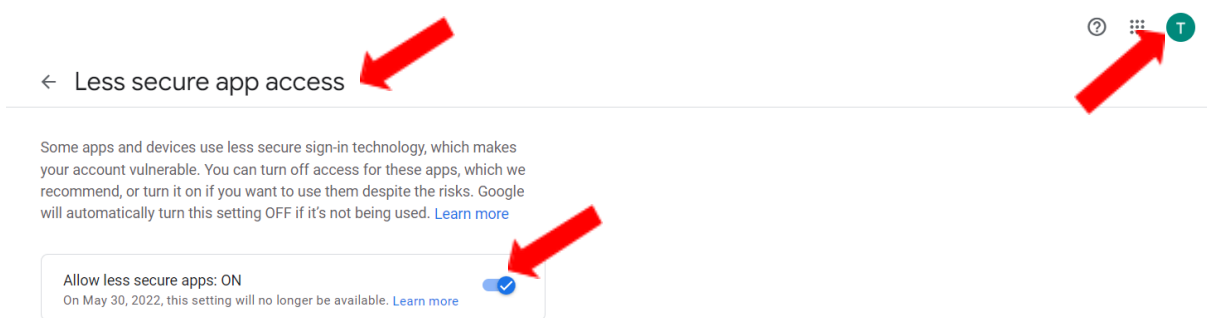 T
Less secure app access
Some apps and devices use less secure sign-in technology, which makes
your account vulnerable. You can turn off access for these apps, which we
recommend, or turn it on if you want to use them despite the risks. Google
will automatically turn this setting OFF if it's not being used. Learn more
Allow less secure apps: ON
On May 30, 2022, this setting will no longer be available. Learn more